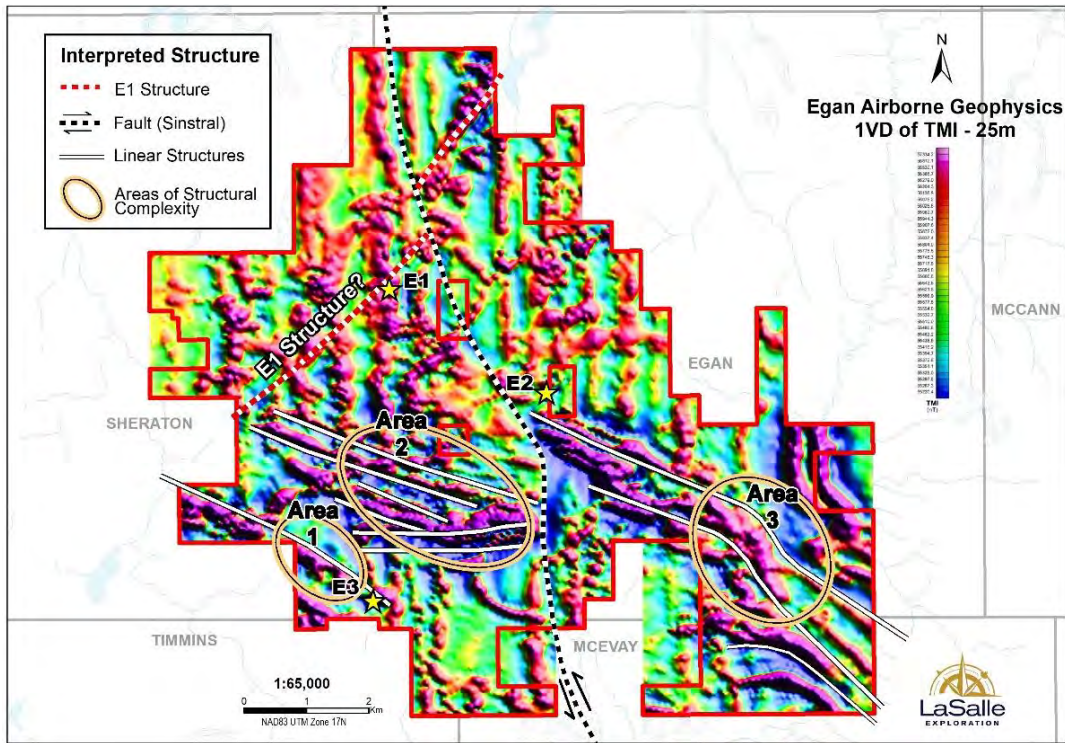 Interpreted Structure
E1 Structure
Fault (Sinstral)
Linear Structures
Areas of Structural
Complexity
N
Egan Airborne Geophysics
1VD of TMI - 25m
TMI
(nT)
MCCANN
EGAN
E1
E1 Structure?
E2
SHERATON
Area
2
Area
3
Area
1
E3
TIMMINS
MCEVAY
1:65,000
0 1 2
Km
NAD83 UTM Zone 17N
LaSalle
EXPLORATION